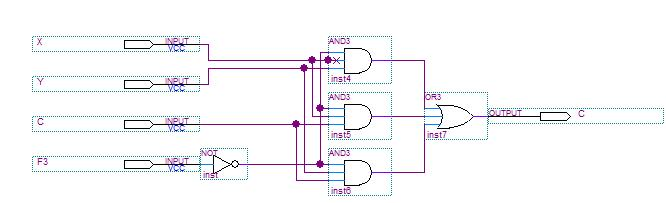 X
INPUT
VCC
Y
INPUT
VCC
C
INPUT
VCC
F3
INPUT
VCC
NOT
inst
AND3
inst4
AND3
inst5
AND3
inst6
OR3
inst7
OUTPUT
C